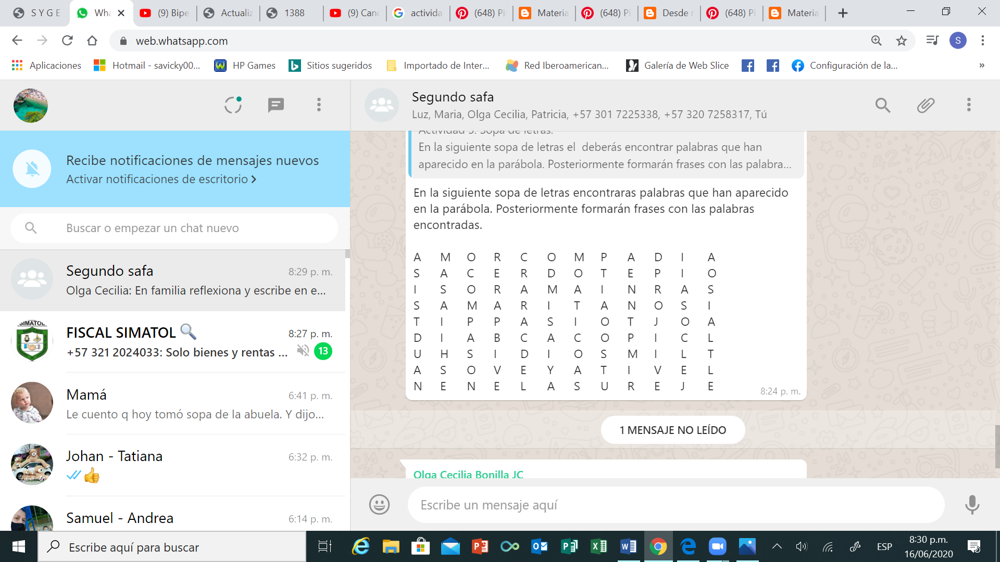 S Y G E
Wha
(9) Bipe
Actualiz
1388
(9) Canc
activida
(648) Pi
Materia
(648) Pi
Desde r
(648) Pi
Materia
web.whatsapp.com
S
Aplicaciones
Hotmail - savicky00...
HP Games
Sitios sugeridos
Importado de Inter...
Red Iberoamerican...
Galería de Web Slice
Configuración de la...
»
Recibe notificaciones de mensajes nuevos
Activar notificaciones de escritorio
Buscar o empezar un chat nuevo
Segundo safa 8:29 p. m.
Olga Cecilia: En familia reflexiona y escribe en e...
FISCAL SIMATOL 8:27 p. m.
+57 321 2024033: Solo bienes y rentas ... 13
Mamá 6:41 p. m.
Le cuento q hoy tomó sopa de la abuela. Y dijo...
Johan - Tatiana 6:32 p. m.
Samuel - Andrea 6:14 p. m.
Segundo safa
Luz, Maria, Olga Cecilia, Patricia, +57 301 7225338, +57 320 7258317, Tú
Actividad 5. Sopa de letras.
En la siguiente sopa de letras el  deberás encontrar palabras que han
aparecido en la parábola. Posteriormente formarán frases con las palabra...
En la siguiente sopa de letras encontraras palabras que han aparecido
en la parábola. Posteriormente formarán frases con las palabras
encontradas.
A M O R C O M P A D I A
S A C E R D O T E P I O
I S O R A M A I N R A S
S A M A R I T A N O S I
T I P P A S I O T J O A
D I A B C A C O P I C L
U H S I D I O S M I L T
A S O V E Y A T I V E L
N E N E L A S U R E J E
8:24 p. m.
1 MENSAJE NO LEÍDO
Olga Cecilia Bonilla JC
Escribe un mensaje aquí
Escribe aquí para buscar
ESP
8:30 p.m.
16/06/2020